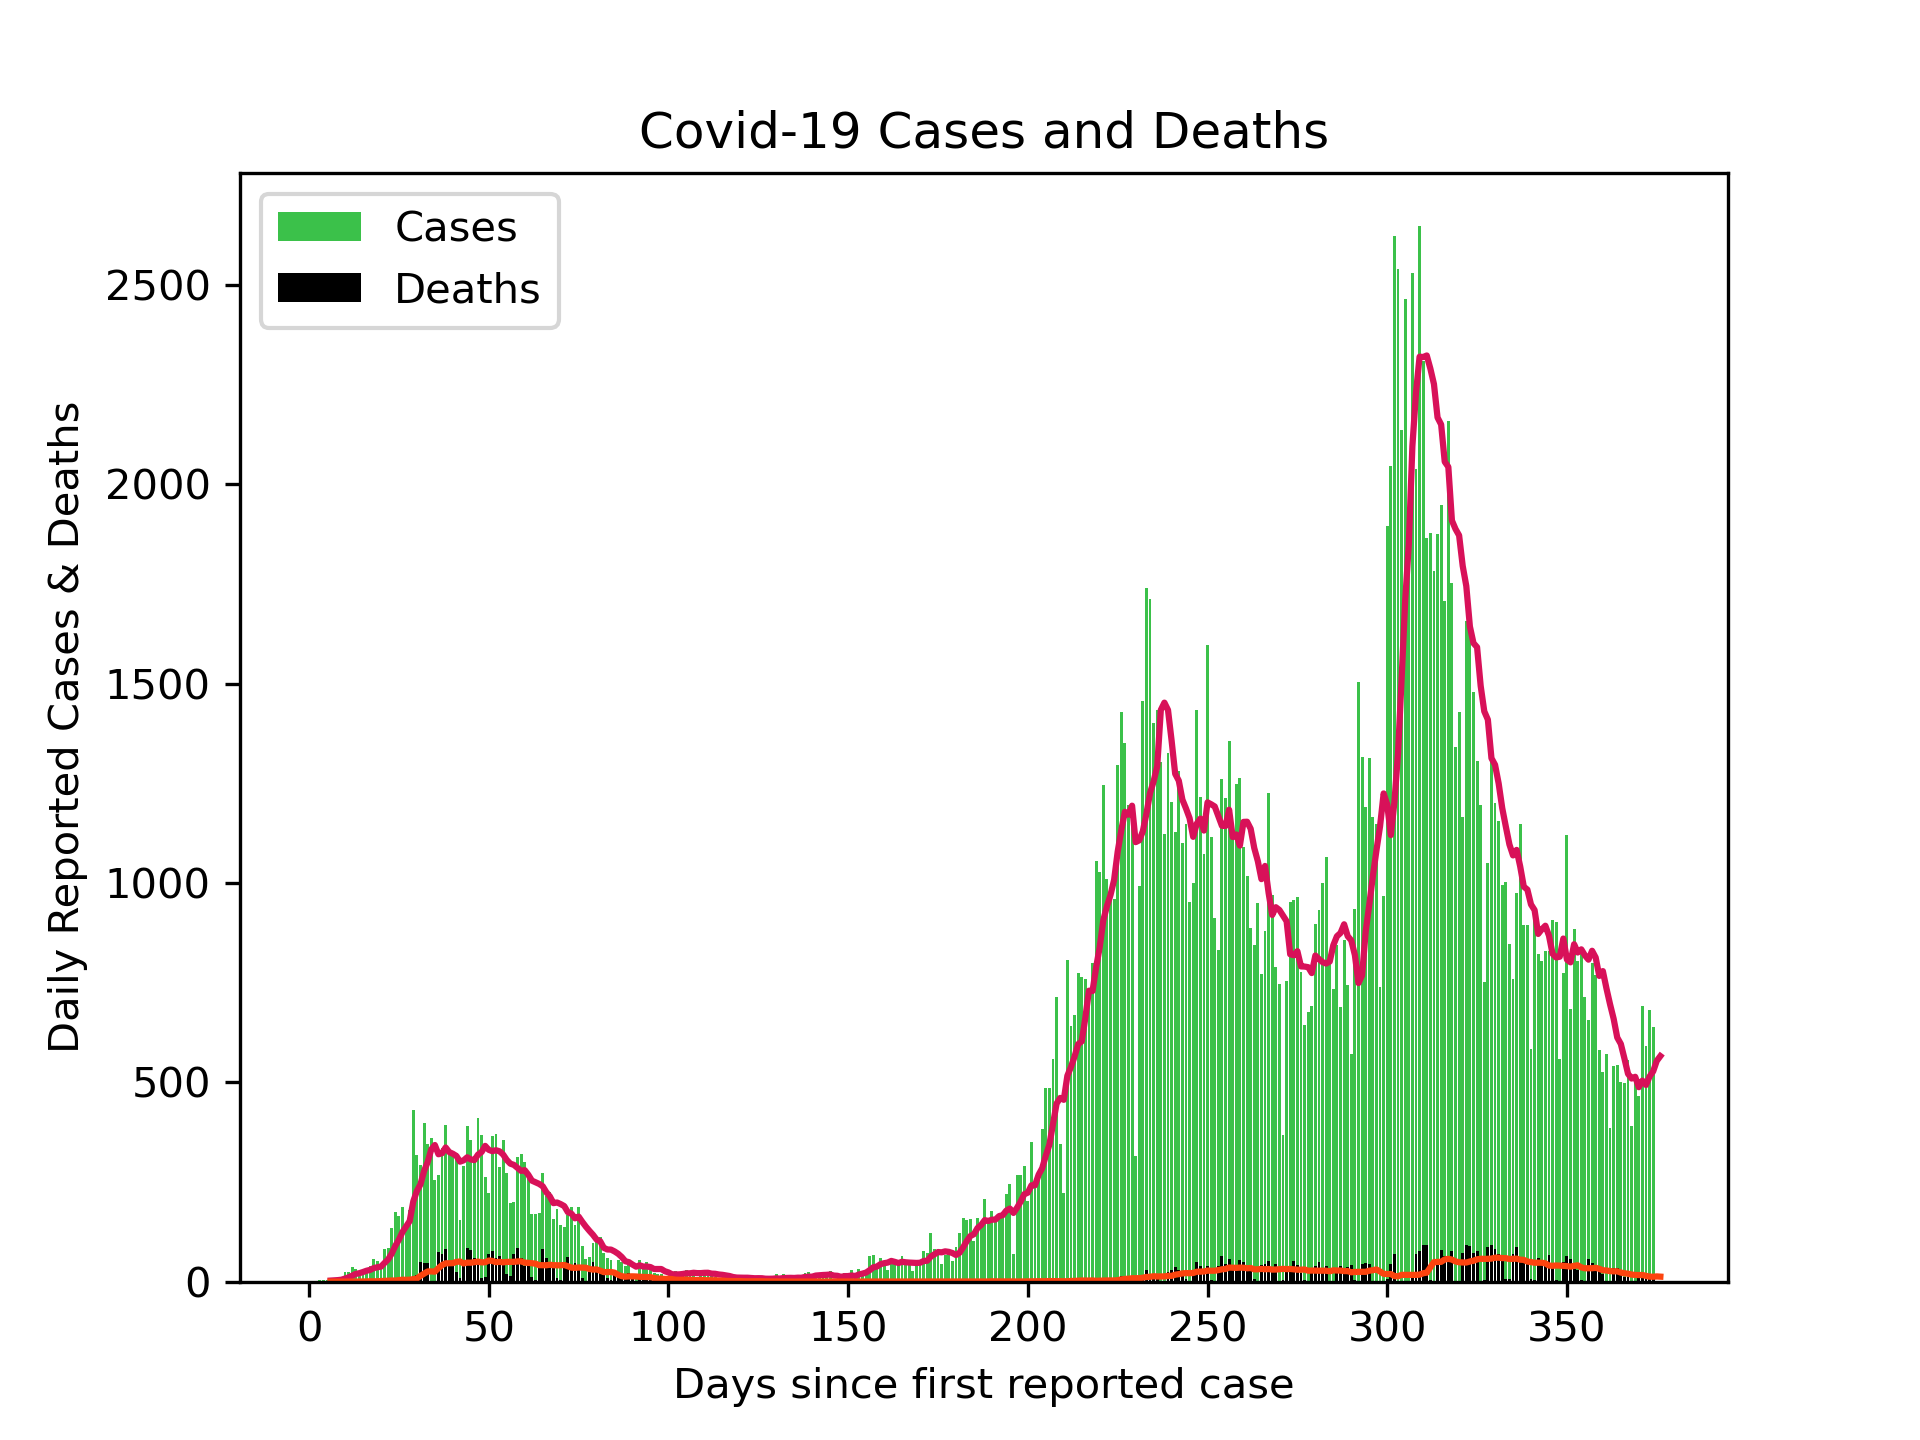 Covid-19 Cases and Deaths
Cases
Deaths
Daily Reported Cases & Deaths
2500
2000
1500
1000
500
0
0 50 100 150 200 250 300 350
Days since first reported case